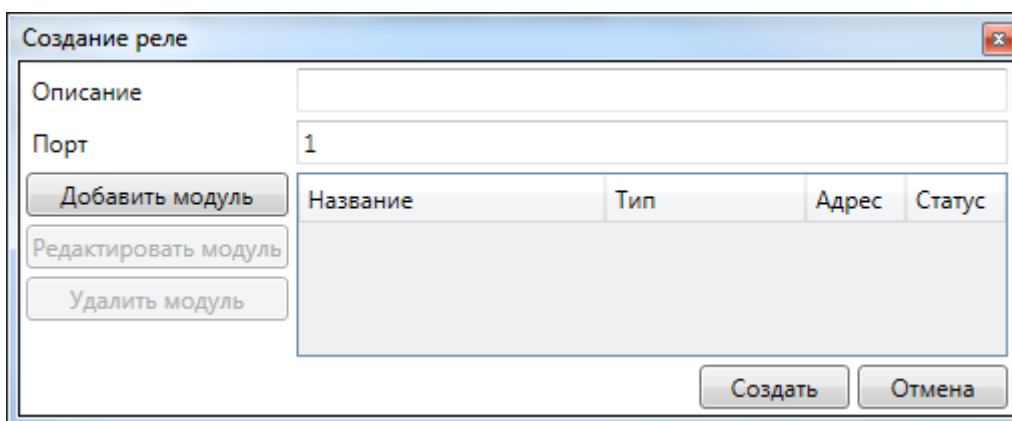 Создание реле
Описание
Порт 1
Добавить модуль
Название Тип Адрес Статус
Редактировать модуль
Удалить модуль
Создать Отмена